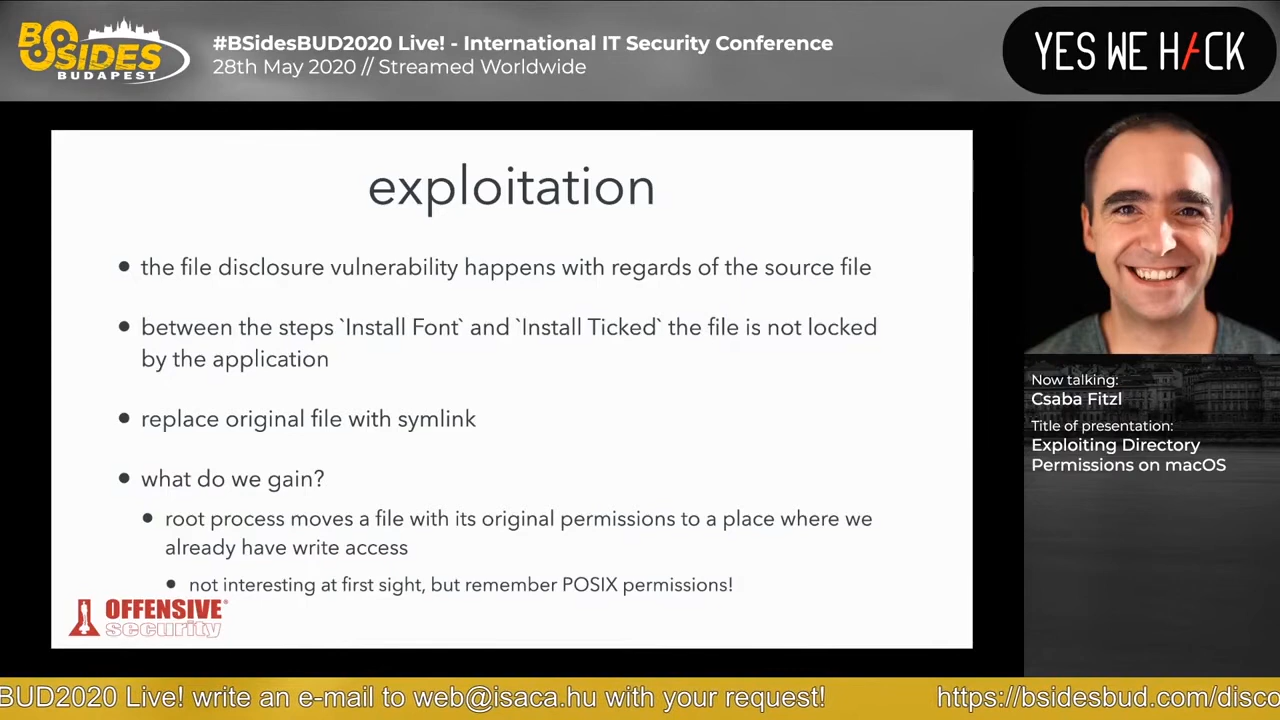 BSIDES
BUDAPEST
#BSidesBUD2020 Live! - International IT Security Conference
28th May 2020 // Streamed Worldwide
YES WE H/CK
exploitation
• the file disclosure vulnerability happens with regards of the source file
• between the steps `Install Font` and `Install Ticked` the file is not locked
by the application
• replace original file with symlink
• what do we gain?
• root process moves a file with its original permissions to a place where we
already have write access
• not interesting at first sight, but remember POSIX permissions!
OFFENSIVE®
security
Now talking:
Csaba Fitzl
Title of presentation:
Exploiting Directory
Permissions on macOS
BUD2020 Live! write an e-mail to web@isaca.hu with your request! https://bsidesbud.com/disco